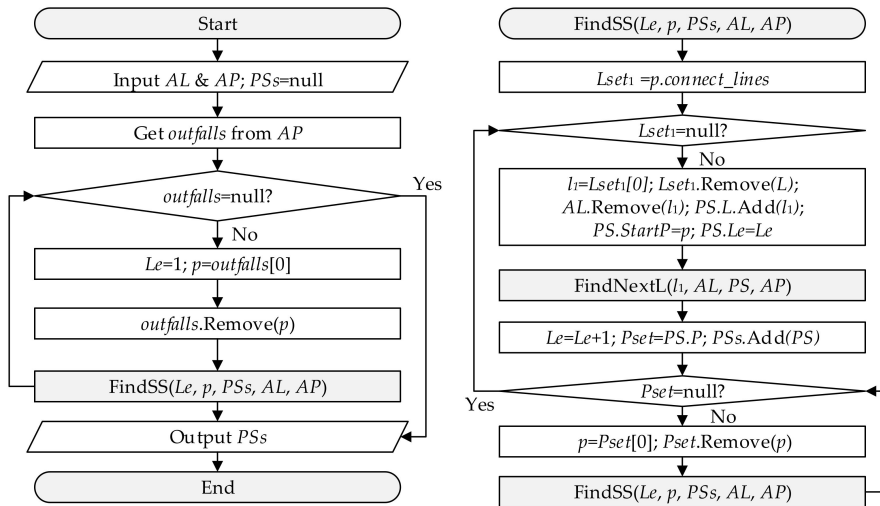 Start
Input AL & AP; PSs=null
Get outfalls from AP
outfalls=null?
Yes
No
Le=1; p=outfalls[0]
outfalls.Remove(p)
FindSS(Le, p, PSs, AL, AP)
Output PSs
End
FindSS(Le, p, PSs, AL, AP)
Lset₁ =p.connect_lines
Lset₁=null?
No
l₁=Lset₁[0]; Lset₁.Remove(L);
AL.Remove(l₁); PS.L.Add(l₁);
PS.StartP=p; PS.Le=Le
FindNextL(l₁, AL, PS, AP)
Le=Le+1; Pset=PS.P; PSs.Add(PS)
Pset=null?
Yes
No
p=Pset[0]; Pset.Remove(p)
FindSS(Le, p, PSs, AL, AP)